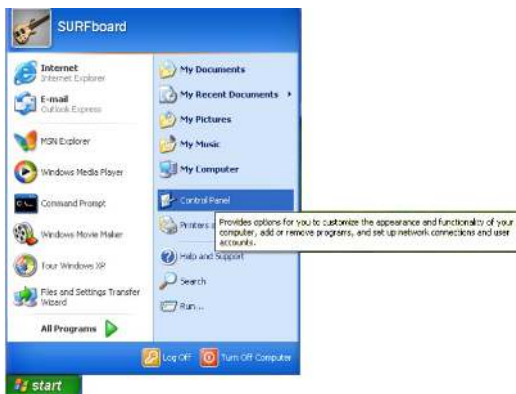 SURFboard
Internet
Internet Explorer
E-mail
Outlook Express
MSN Explorer
Windows Media Player
Command Prompt
Windows Movie Maker
Tour Windows XP
Files and Settings Transfer
Wizard
All Programs
My Documents
My Recent Documents
My Pictures
My Music
My Computer
Control Panel
Printers
Provides options for you to customize the appearance and functionality of your
computer, add or remove programs, and set up network connections and user
accounts.
Help and Support
Search
Run...
Log Off
Turn Off Computer
start